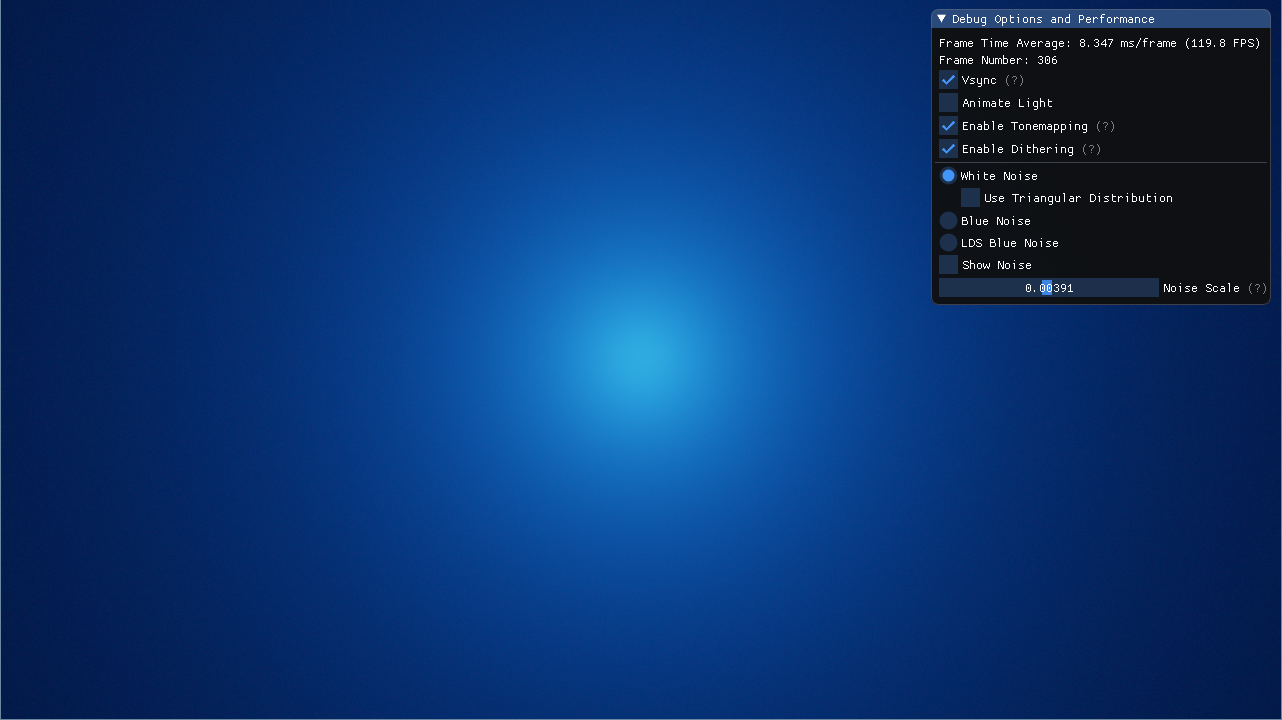 Debug Options and Performance
Frame Time Average: 8.347 ms/frame (119.8 FPS)
Frame Number: 306
Vsync (?)
Animate Light
Enable Tonemapping (?)
Enable Dithering (?)
White Noise
Use Triangular Distribution
Blue Noise
LDS Blue Noise
Show Noise
0.00391 Noise Scale (?)